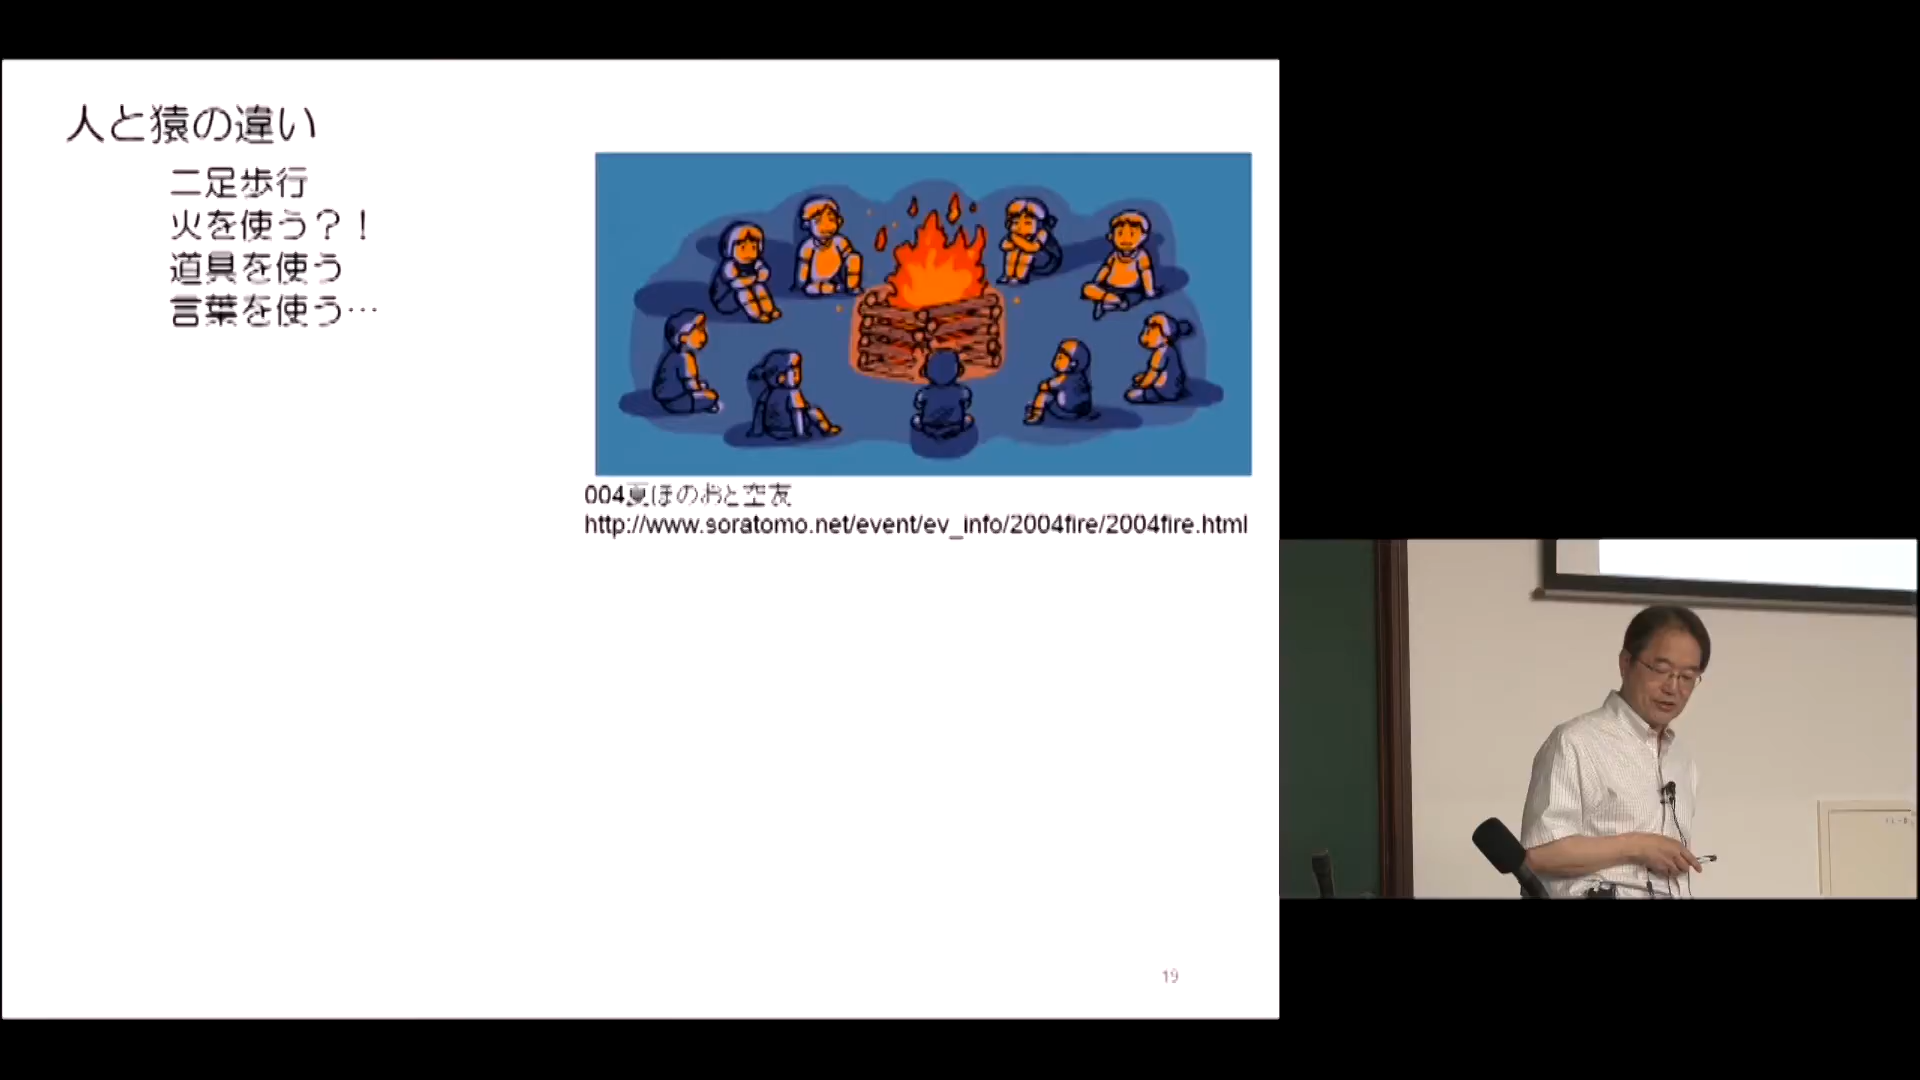 人と猿の違い
二足歩行
火を使う？！
道具を使う
言葉を使う…
004夏ほのおと空友
http://www.soratomo.net/event/ev_info/2004fire/2004fire.html
19